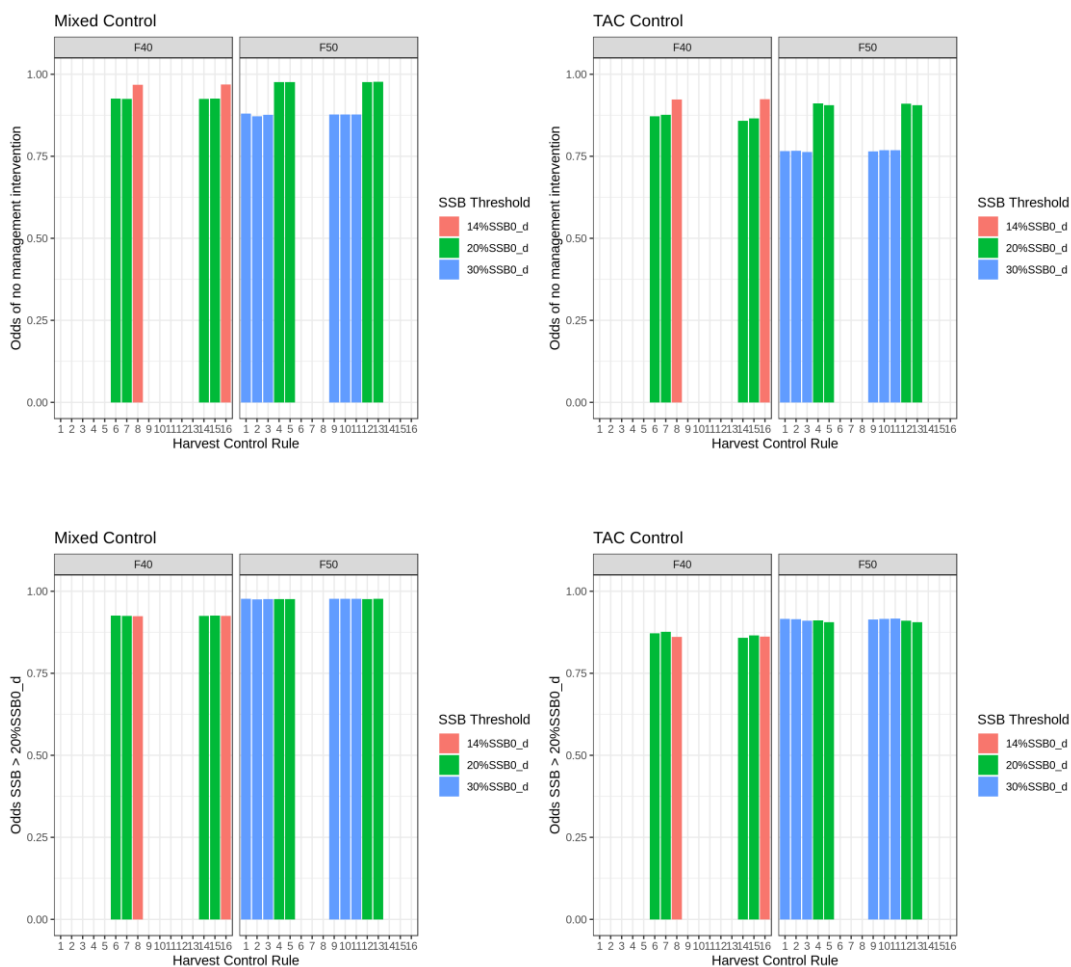 Mixed Control
F40 F50
1.00
0.75
0.50
0.25
0.00
Odds of no management intervention
1 2 3 4 5 6 7 8 9 10 11 12 13 14 15 16 1 2 3 4 5 6 7 8 9 10 11 12 13 14 15 16
Harvest Control Rule
SSB Threshold
14%SSB0_d
20%SSB0_d
30%SSB0_d
TAC Control
F40 F50
1.00
0.75
0.50
0.25
0.00
Odds of no management intervention
1 2 3 4 5 6 7 8 9 10 11 12 13 14 15 16 1 2 3 4 5 6 7 8 9 10 11 12 13 14 15 16
Harvest Control Rule
SSB Threshold
14%SSB0_d
20%SSB0_d
30%SSB0_d
Mixed Control
F40 F50
1.00
0.75
0.50
0.25
0.00
Odds SSB > 20%SSB0_d
1 2 3 4 5 6 7 8 9 10 11 12 13 14 15 16 1 2 3 4 5 6 7 8 9 10 11 12 13 14 15 16
Harvest Control Rule
SSB Threshold
14%SSB0_d
20%SSB0_d
30%SSB0_d
TAC Control
F40 F50
1.00
0.75
0.50
0.25
0.00
Odds SSB > 20%SSB0_d
1 2 3 4 5 6 7 8 9 10 11 12 13 14 15 16 1 2 3 4 5 6 7 8 9 10 11 12 13 14 15 16
Harvest Control Rule
SSB Threshold
14%SSB0_d
20%SSB0_d
30%SSB0_d